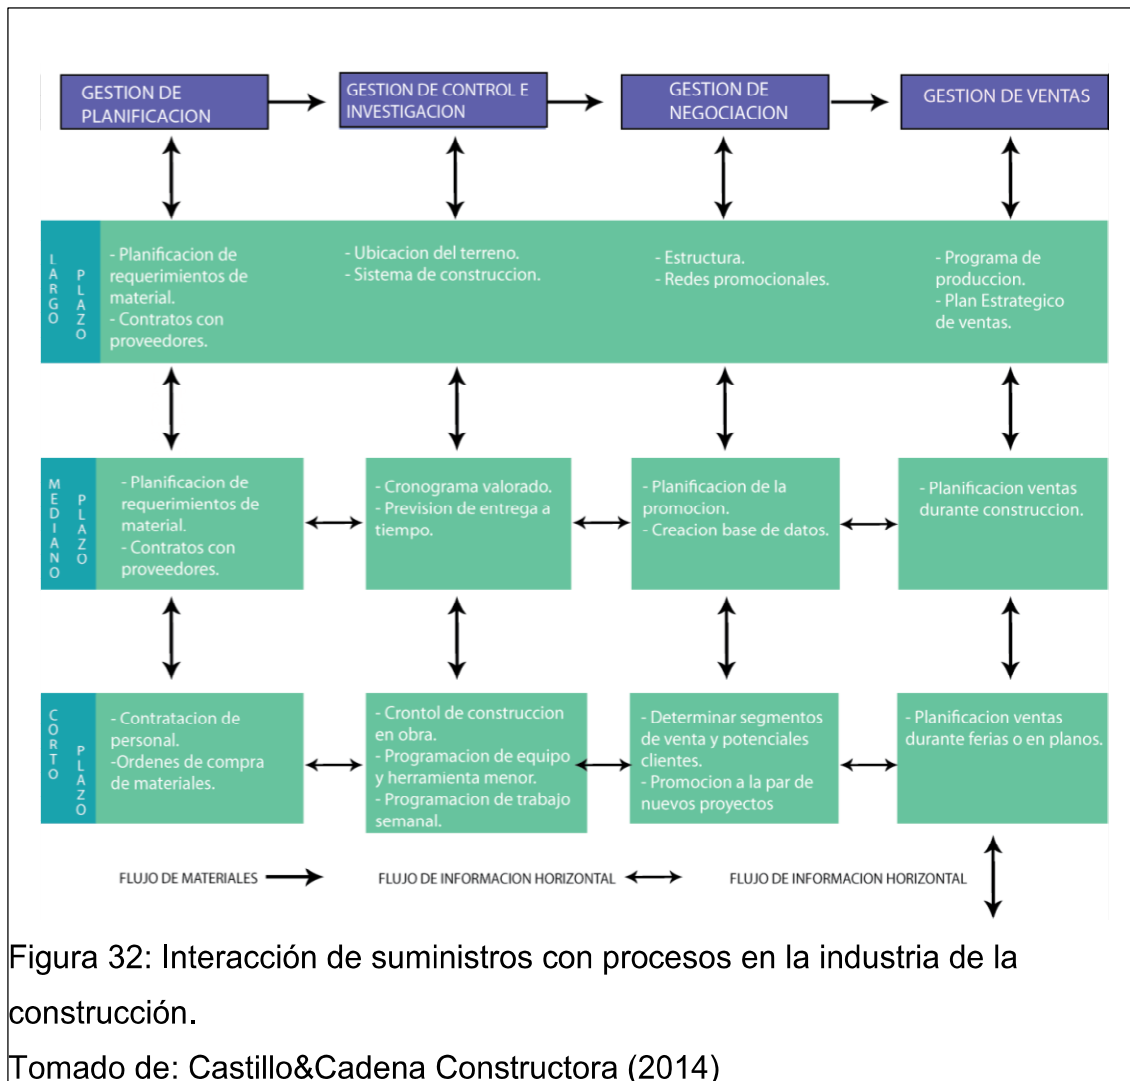 GESTION DE
PLANIFICACION
GESTION DE CONTROL E
INVESTIGACION
GESTION DE
NEGOCIACION
GESTION DE VENTAS
LARGO
PLAZO
- Planificacion de
requerimientos de
material.
- Contratos con
proveedores.
- Ubicacion del terreno.
- Sistema de construccion.
- Estructura.
- Redes promocionales.
- Programa de
produccion.
- Plan Estrategico
de ventas.
MEDIANO
PLAZO
- Planificacion de
requerimientos de
material.
- Contratos con
proveedores.
- Cronograma valorado.
- Prevision de entrega a
tiempo.
- Planificacion de la
promocion.
- Creacion base de datos.
- Planificacion ventas
durante construccion.
CORTO
PLAZO
- Contratacion de
personal.
-Ordenes de compra
de materiales.
- Crontol de construccion
en obra.
- Programacion de equipo
y herramienta menor.
- Programacion de trabajo
semanal.
- Determinar segmentos
de venta y potenciales
clientes.
- Promocion a la par de
nuevos proyectos
- Planificacion ventas
durante ferias o en planos.
FLUJO DE MATERIALES
FLUJO DE INFORMACION HORIZONTAL
FLUJO DE INFORMACION HORIZONTAL
Figura 32: Interacción de suministros con procesos en la industria de la
construcción.
Tomado de: Castillo&Cadena Constructora (2014)